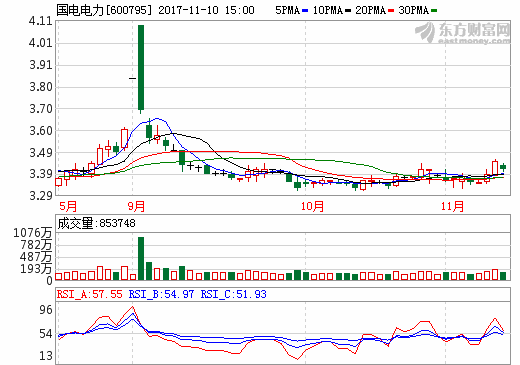 国电电力[600795] 2017-11-10 15:00 5PMA 10PMA 20PMA 30PMA
东方财富网
eastmoney.com
4.11
4.01
3.90
3.80
3.70
3.60
3.49
3.39
3.29
5月 9月 10月 11月
成交量:853748
1076万
782万
487万
193万
0
RSI_A:57.55 RSI_B:54.97 RSI_C:51.93
96
54
13